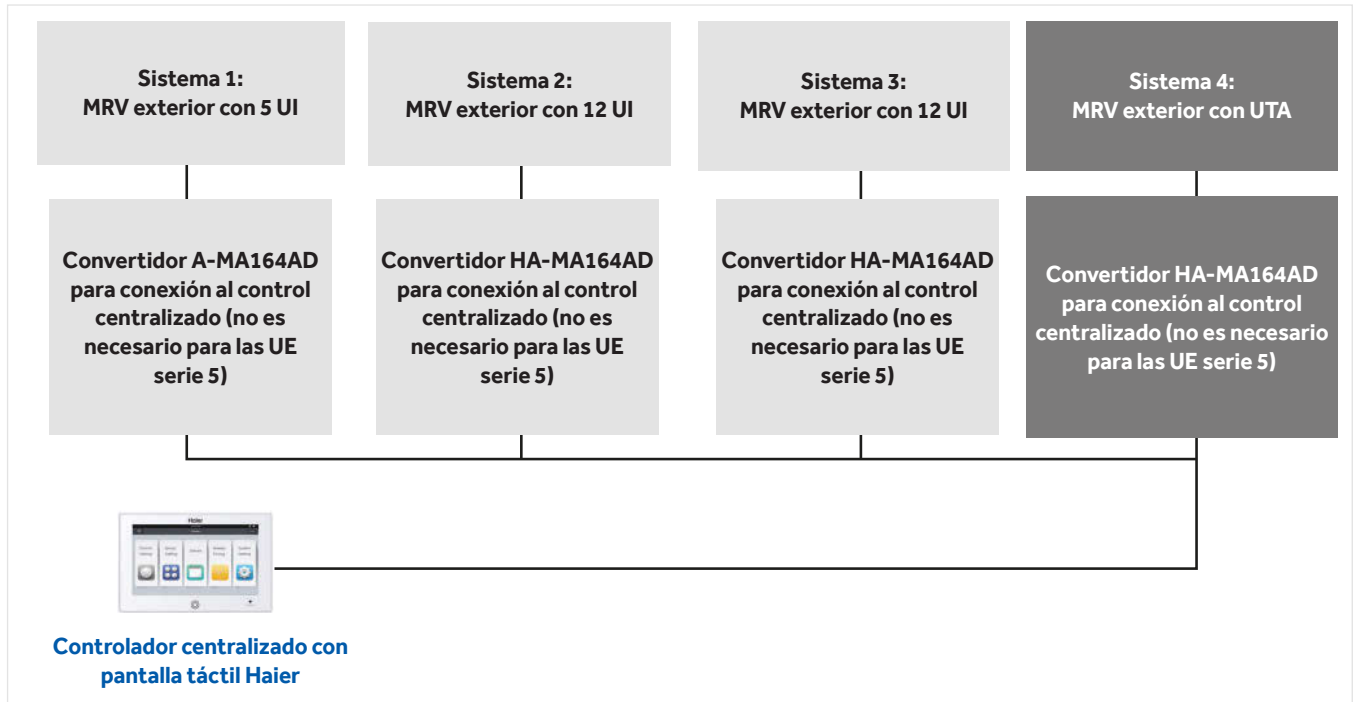 Sistema 1:
MRV exterior con 5 UI
Sistema 2:
MRV exterior con 12 UI
Sistema 3:
MRV exterior con 12 UI
Sistema 4:
MRV exterior con UTA
Convertidor A-MA164AD
para conexión al control
centralizado (no es
necesario para las UE
serie 5)
Convertidor HA-MA164AD
para conexión al control
centralizado (no es
necesario para las UE
serie 5)
Convertidor HA-MA164AD
para conexión al control
centralizado (no es
necesario para las UE
serie 5)
Convertidor HA-MA164AD
para conexión al control
centralizado (no es necesario
para las UE serie 5)
Haier
Controlador centralizado con
pantalla táctil Haier